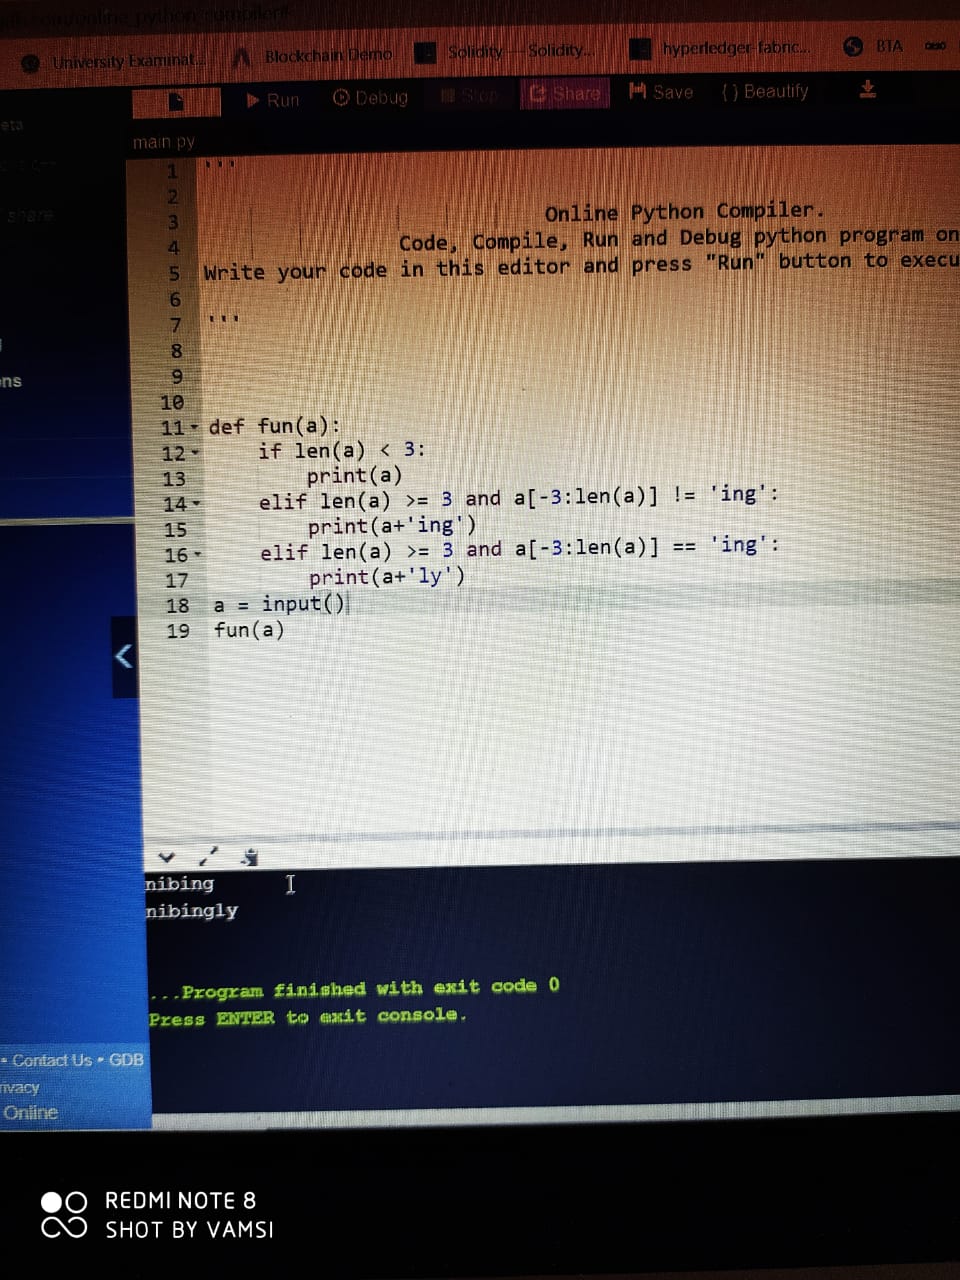 University Examinat... Blockchain Demo Solidity — Solidity... hyperledger-fabric... BTA
Run Debug Stop Share Save {} Beautify
eta
share
main.py
1 '''
2
3 Online Python Compiler.
4 Code, Compile, Run and Debug python program on
5 Write your code in this editor and press "Run" button to execu
6
7 '''
8
9
10
11 def fun(a):
12 if len(a) < 3:
13 print(a)
14 elif len(a) >= 3 and a[-3:len(a)] != 'ing':
15 print(a+'ing')
16 elif len(a) >= 3 and a[-3:len(a)] == 'ing':
17 print(a+'ly')
18 a = input()
19 fun(a)
ns
nibing
nibingly
...Program finished with exit code 0
Press ENTER to exit console.
• Contact Us • GDB
rivacy
Online
REDMI NOTE 8
SHOT BY VAMSI